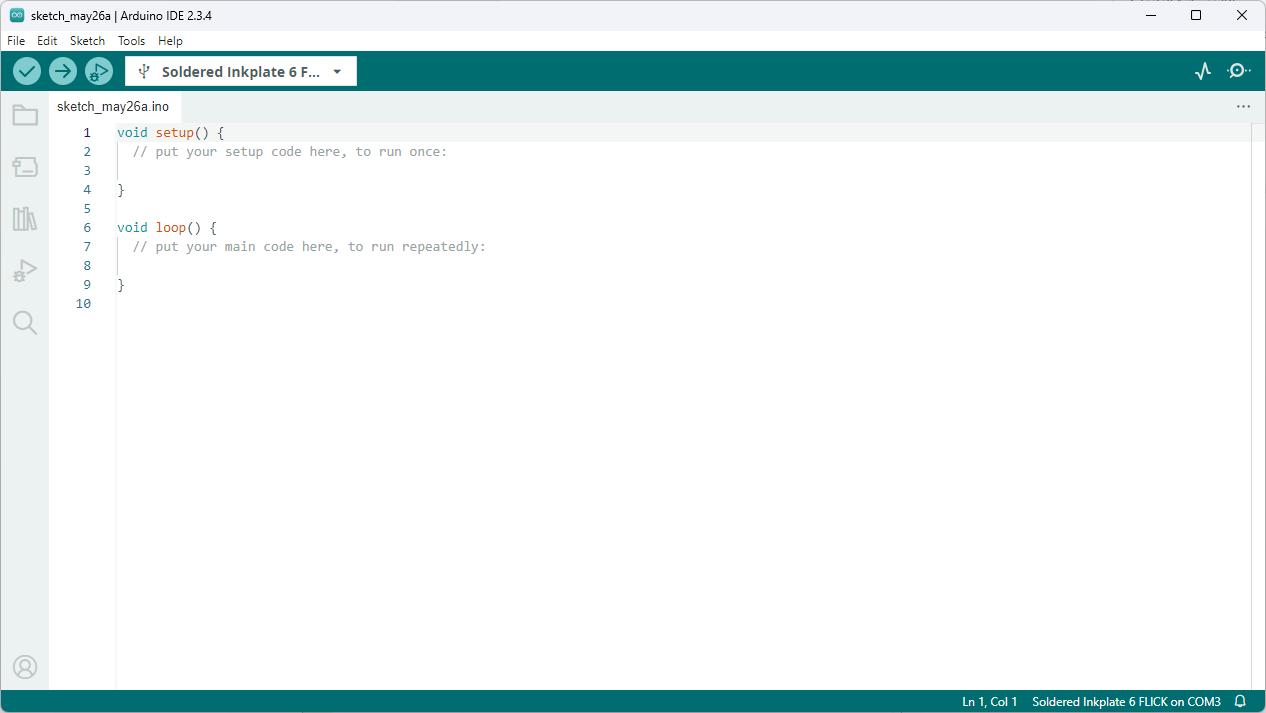 sketch_may26a | Arduino IDE 2.3.4
File Edit Sketch Tools Help
Soldered Inkplate 6 F...
sketch_may26a.ino
1 void setup() {
2 // put your setup code here, to run once:
3
4 }
5
6 void loop() {
7 // put your main code here, to run repeatedly:
8
9 }
10
Ln 1, Col 1 Soldered Inkplate 6 FLICK on COM3